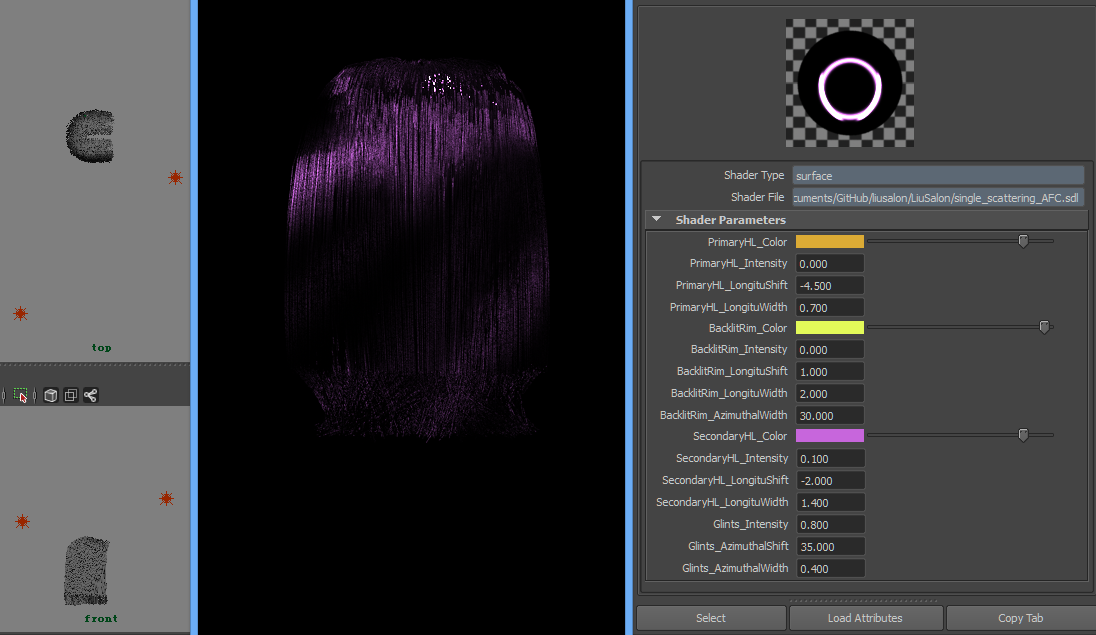 top
front
Shader Type surface
Shader File cuments/GitHub/liusalon/LiuSalon/single_scattering_AFC.sdl
Shader Parameters
PrimaryHL_Color
PrimaryHL_Intensity 0.000
PrimaryHL_LongituShift -4.500
PrimaryHL_LongituWidth 0.700
BacklitRim_Color
BacklitRim_Intensity 0.000
BacklitRim_LongituShift 1.000
BacklitRim_LongituWidth 2.000
BacklitRim_AzimuthalWidth 30.000
SecondaryHL_Color
SecondaryHL_Intensity 0.100
SecondaryHL_LongituShift -2.000
SecondaryHL_LongituWidth 1.400
Glints_Intensity 0.800
Glints_AzimuthalShift 35.000
Glints_AzimuthalWidth 0.400
Select Load Attributes Copy Tab